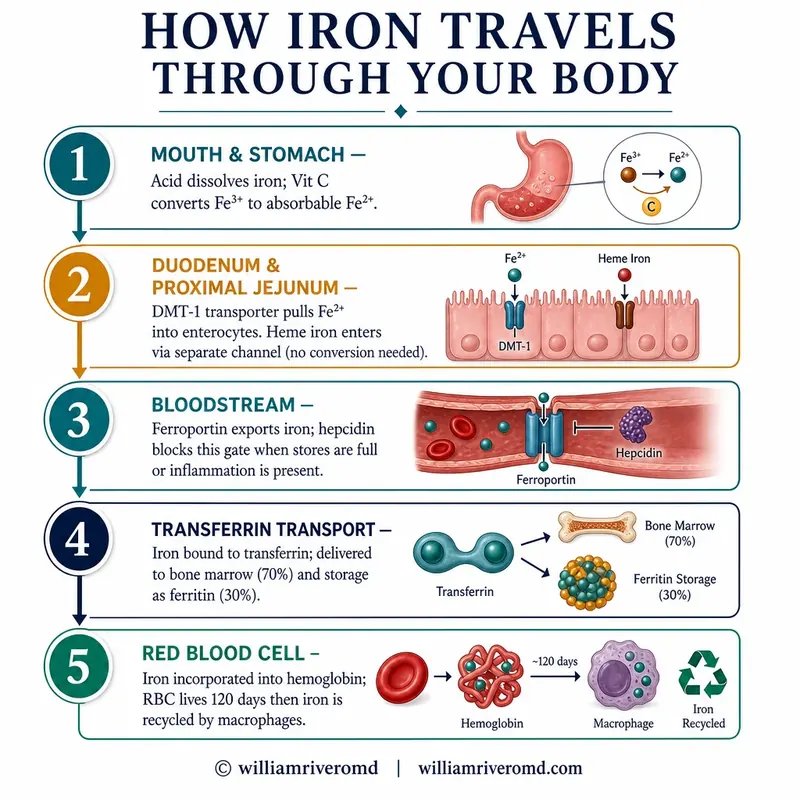 HOW IRON TRAVELS
THROUGH YOUR BODY
1
MOUTH & STOMACH —
Acid dissolves iron; Vit C
converts Fe³⁺ to absorbable Fe²⁺.
Fe³⁺
Fe²⁺
C
2
DUODENUM &
PROXIMAL JEJUNUM —
DMT-1 transporter pulls Fe²⁺
into enterocytes. Heme iron enters
via separate channel (no conversion needed).
Fe²⁺
Heme Iron
DMT-1
3
BLOODSTREAM —
Ferroportin exports iron; hepcidin
blocks this gate when stores are full
or inflammation is present.
Hepcidin
Ferroportin
4
TRANSFERRIN TRANSPORT —
Iron bound to transferrin; delivered
to bone marrow (70%) and storage
as ferritin (30%).
Transferrin
Bone Marrow
(70%)
Ferritin Storage
(30%)
5
RED BLOOD CELL –
Iron incorporated into hemoglobin;
RBC lives 120 days then iron is
recycled by macrophages.
Hemoglobin
~120 days
Macrophage
Iron
Recycled
© williamriveromd | williamriveromd.com